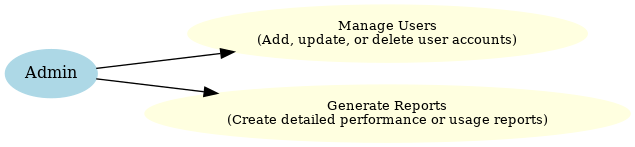 Admin
Manage Users
(Add, update, or delete user accounts)
Generate Reports
(Create detailed performance or usage reports)